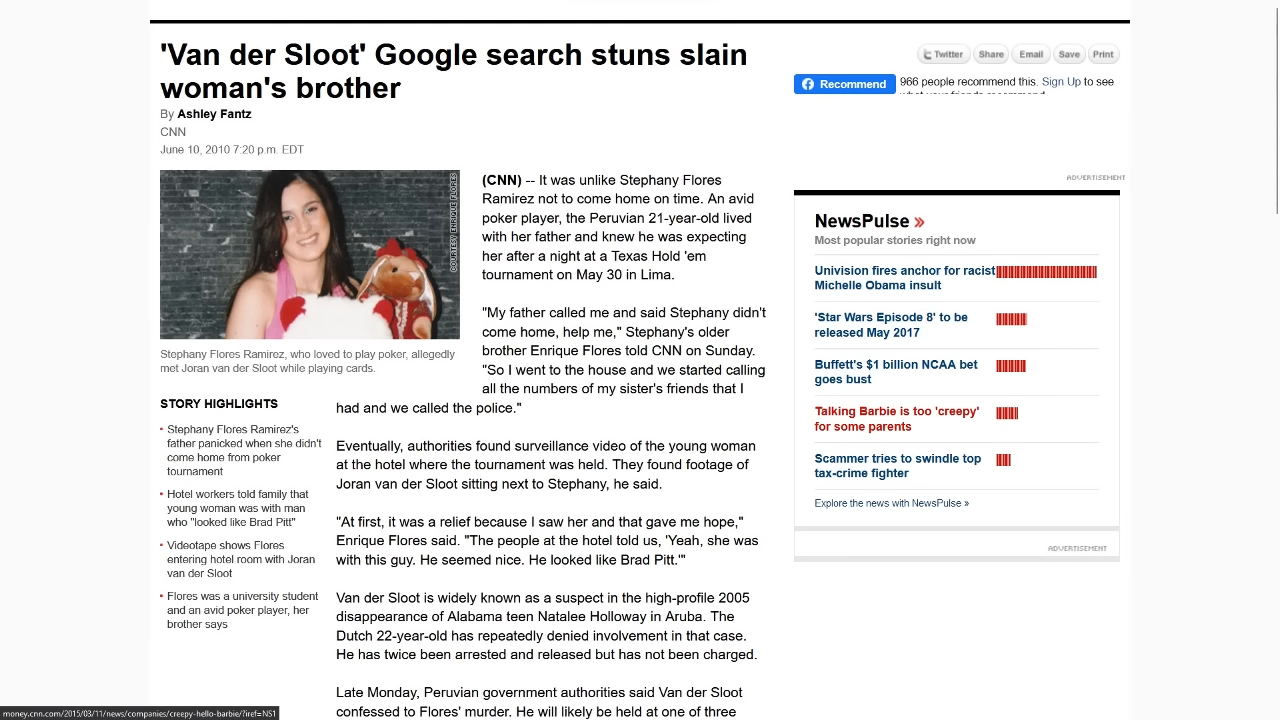 'Van der Sloot' Google search stuns slain
woman's brother
By Ashley Fantz
CNN
June 10, 2010 7:20 p.m. EDT
Twitter
Share
Email
Save
Print
Recommend
966 people recommend this. Sign Up to see
what your friends recommend.
COURTESY ENRIQUE FLORES
Stephany Flores Ramirez, who loved to play poker, allegedly
met Joran van der Sloot while playing cards.
STORY HIGHLIGHTS
Stephany Flores Ramirez's
father panicked when she didn't
come home from poker
tournament
Hotel workers told family that
young woman was with man
who "looked like Brad Pitt"
Videotape shows Flores
entering hotel room with Joran
van der Sloot
Flores was a university student
and an avid poker player, her
brother says
(CNN) -- It was unlike Stephany Flores
Ramirez not to come home on time. An avid
poker player, the Peruvian 21-year-old lived
with her father and knew he was expecting
her after a night at a Texas Hold 'em
tournament on May 30 in Lima.
"My father called me and said Stephany didn't
come home, help me," Stephany's older
brother Enrique Flores told CNN on Sunday.
"So I went to the house and we started calling
all the numbers of my sister's friends that I
had and we called the police."
Eventually, authorities found surveillance video of the young woman
at the hotel where the tournament was held. They found footage of
Joran van der Sloot sitting next to Stephany, he said.
"At first, it was a relief because I saw her and that gave me hope,"
Enrique Flores said. "The people at the hotel told us, 'Yeah, she was
with this guy. He seemed nice. He looked like Brad Pitt.'"
Van der Sloot is widely known as a suspect in the high-profile 2005
disappearance of Alabama teen Natalee Holloway in Aruba. The
Dutch 22-year-old has repeatedly denied involvement in that case.
He has twice been arrested and released but has not been charged.
Late Monday, Peruvian government authorities said Van der Sloot
confessed to Flores' murder. He will likely be held at one of three
ADVERTISEMENT
NewsPulse »
Most popular stories right now
Univision fires anchor for racist
Michelle Obama insult
'Star Wars Episode 8' to be
released May 2017
Buffett's $1 billion NCAA bet
goes bust
Talking Barbie is too 'creepy'
for some parents
Scammer tries to swindle top
tax-crime fighter
Explore the news with NewsPulse »
ADVERTISEMENT
money.cnn.com/2015/03/11/news/companies/creepy-hello-barbie/?iref=NS1